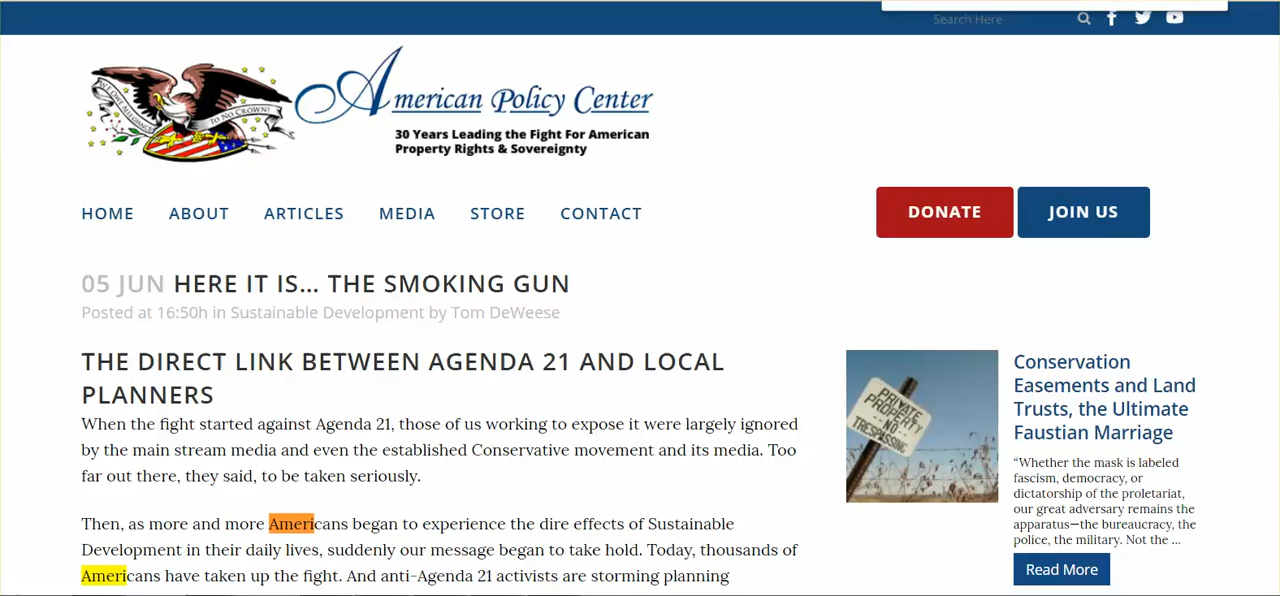 Search Here
WE OWE ALLEGIANCE
TO NO CROWN!
American Policy Center
30 Years Leading the Fight For American
Property Rights & Sovereignty
HOME ABOUT ARTICLES MEDIA STORE CONTACT
DONATE JOIN US
05 JUN HERE IT IS… THE SMOKING GUN
Posted at 16:50h in Sustainable Development by Tom DeWeese
THE DIRECT LINK BETWEEN AGENDA 21 AND LOCAL
PLANNERS
When the fight started against Agenda 21, those of us working to expose it were largely ignored
by the main stream media and even the established Conservative movement and its media. Too
far out there, they said, to be taken seriously.
Then, as more and more Americans began to experience the dire effects of Sustainable
Development in their daily lives, suddenly our message began to take hold. Today, thousands of
Americans have taken up the fight. And anti-Agenda 21 activists are storming planning
PRIVATE
PROPERTY
NO
TRESPASSING
Conservation
Easements and Land
Trusts, the Ultimate
Faustian Marriage
“Whether the mask is labeled
fascism, democracy, or
dictatorship of the proletariat,
our great adversary remains the
apparatus—the bureaucracy, the
police, the military. Not the ...
Read More